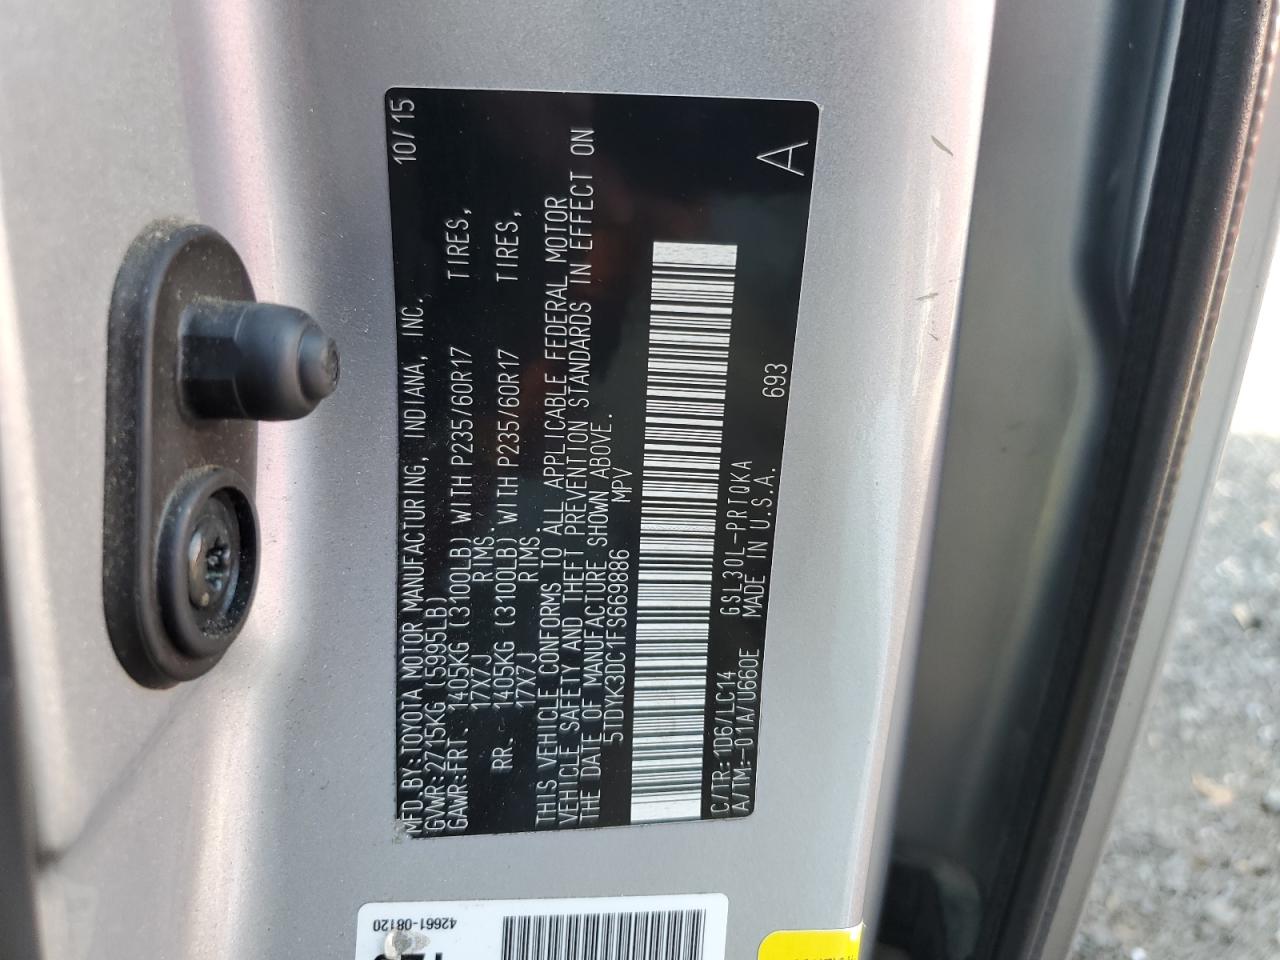 MFD.BY:TOYOTA MOTOR MANUFACTURING, INDIANA, INC. 10/15
GVWR:2715KG (5995LB)
GAWR:FRT. 1405KG (3100LB) WITH P235/60R17 TIRES,
17X7J RIMS,
RR. 1405KG (3100LB) WITH P235/60R17 TIRES,
17X7J RIMS.
THIS VEHICLE CONFORMS TO ALL APPLICABLE FEDERAL MOTOR
VEHICLE SAFETY AND THEFT PREVENTION STANDARDS IN EFFECT ON
THE DATE OF MANUFACTURE SHOWN ABOVE.
5TDYK3DC1FS669886 MPV
A
C/TR:1D6/LC14 GSL30L-PRTQKA 693
A/TM:-01A/U660E MADE IN U.S.A.
42661-08120